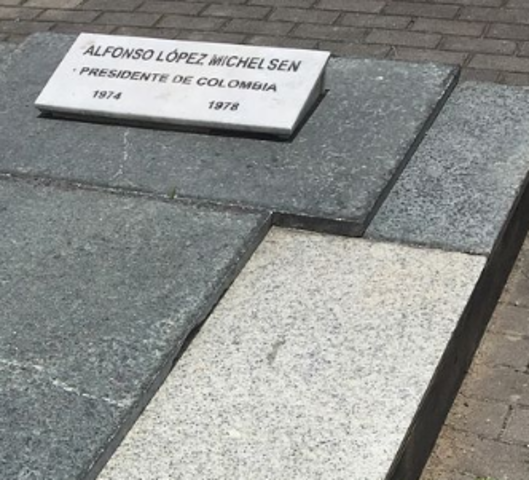 ALFONSO LÓPEZ MICHELSEN
PRESIDENTE DE COLOMBIA
1974 1978